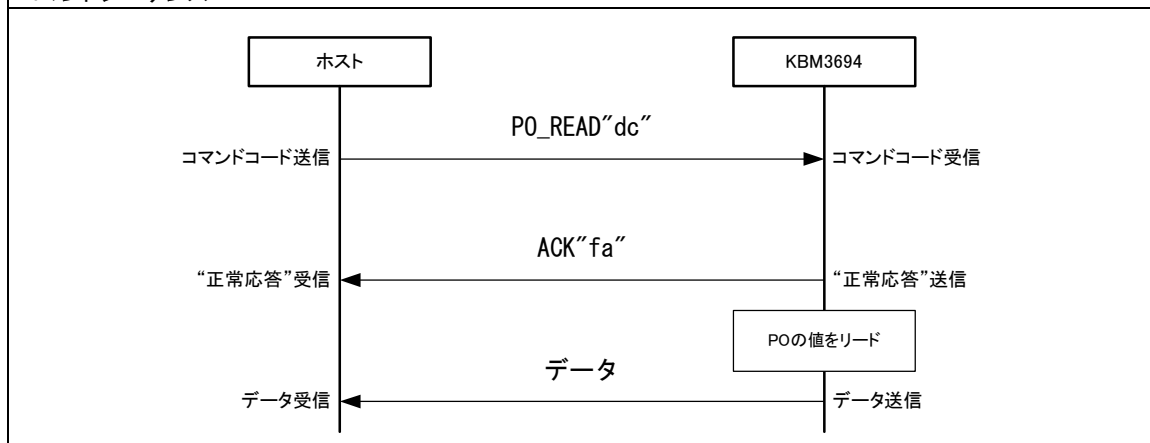 ホスト
KBM3694
PO_READ"dc"
コマンドコード送信
コマンドコード受信
ACK"fa"
“正常応答”受信
“正常応答”送信
POの値をリード
データ
データ受信
データ送信